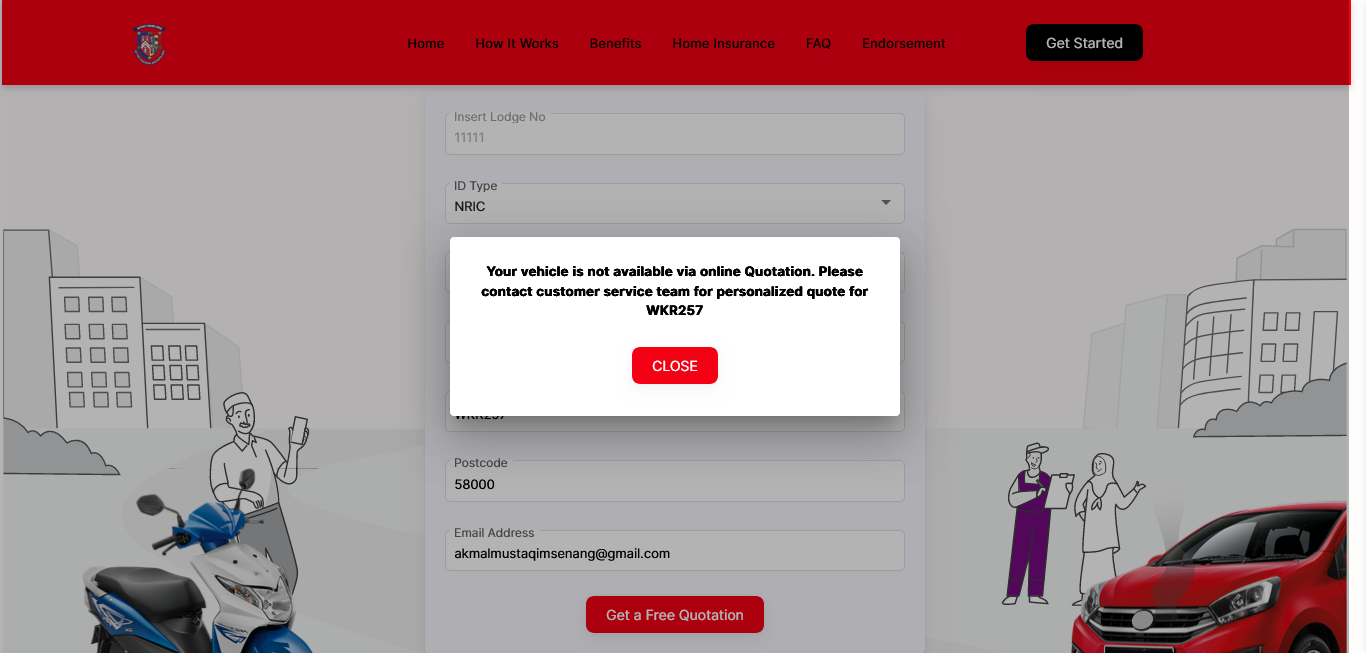 Home
How It Works
Benefits
Home Insurance
FAQ
Endorsement
Get Started
Insert Lodge No
11111
ID Type
NRIC
Your vehicle is not available via online Quotation. Please
contact customer service team for personalized quote for
WKR257
CLOSE
WKR257
Postcode
58000
Email Address
akmalmustaqimsenang@gmail.com
Get a Free Quotation